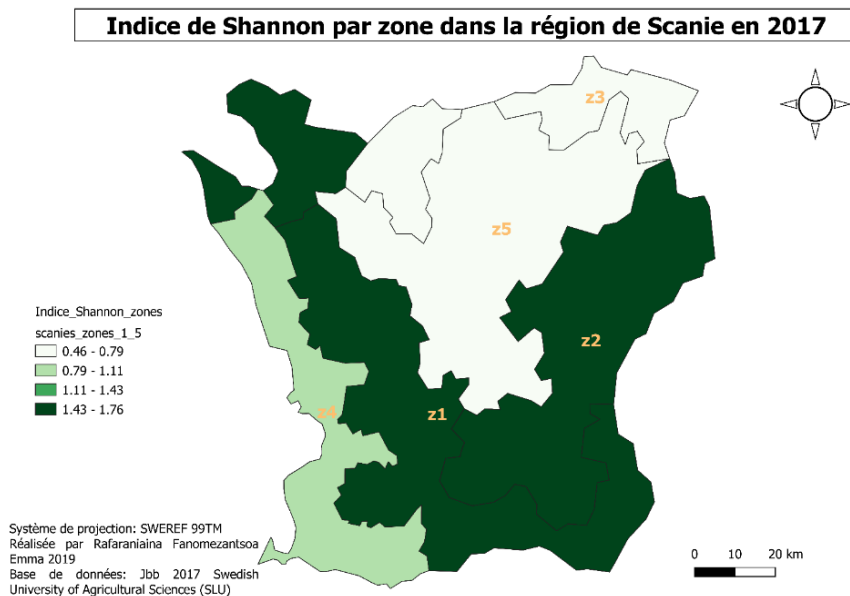 Indice de Shannon par zone dans la région de Scanie en 2017
z3
z5
z2
z4
z1
Indice_Shannon_zones
scanies_zones_1_5
0.46 - 0.79
0.79 - 1.11
1.11 - 1.43
1.43 - 1.76
Système de projection: SWEREF 99TM
Réalisée par Rafaraniaina Fanomezantsoa
Emma 2019
Base de données: Jbb 2017 Swedish
University of Agricultural Sciences (SLU)
0 10 20 km